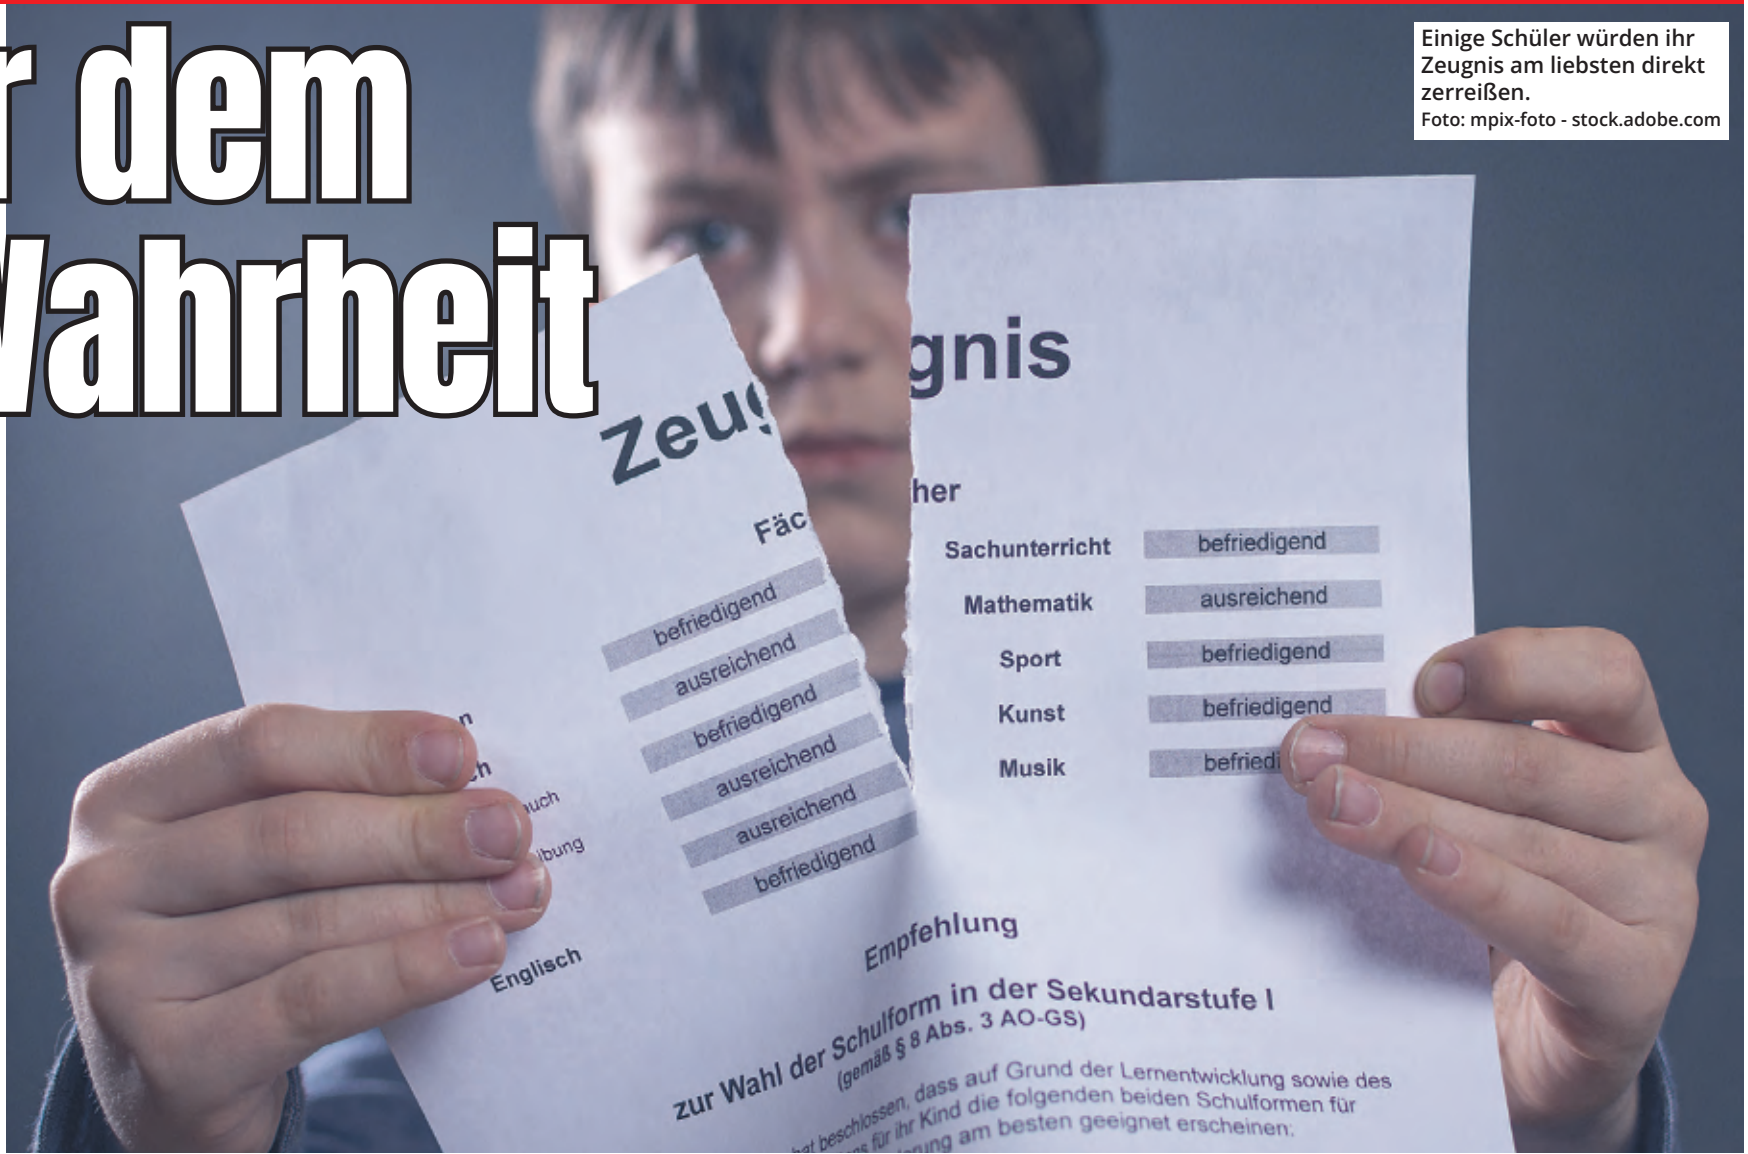 dem
Wahrheit
Einige Schüler würden ihr
Zeugnis am liebsten direkt
zerreißen.
Foto: mpix-foto - stock.adobe.com
Zeug
Fäc
befriedigend
ausreichend
befriedigend
ausreichend
ausreichend
befriedigend
Englisch
gnis
her
Sachunterricht befriedigend
Mathematik ausreichend
Sport befriedigend
Kunst befriedigend
Musik befriedi
Empfehlung
zur Wahl der Schulform in der Sekundarstufe I
(gemäß § 8 Abs. 3 AO-GS)
hat beschlossen, dass auf Grund der Lernentwicklung sowie des
für ihr Kind die folgenden beiden Schulformen für
am besten geeignet erscheinen: